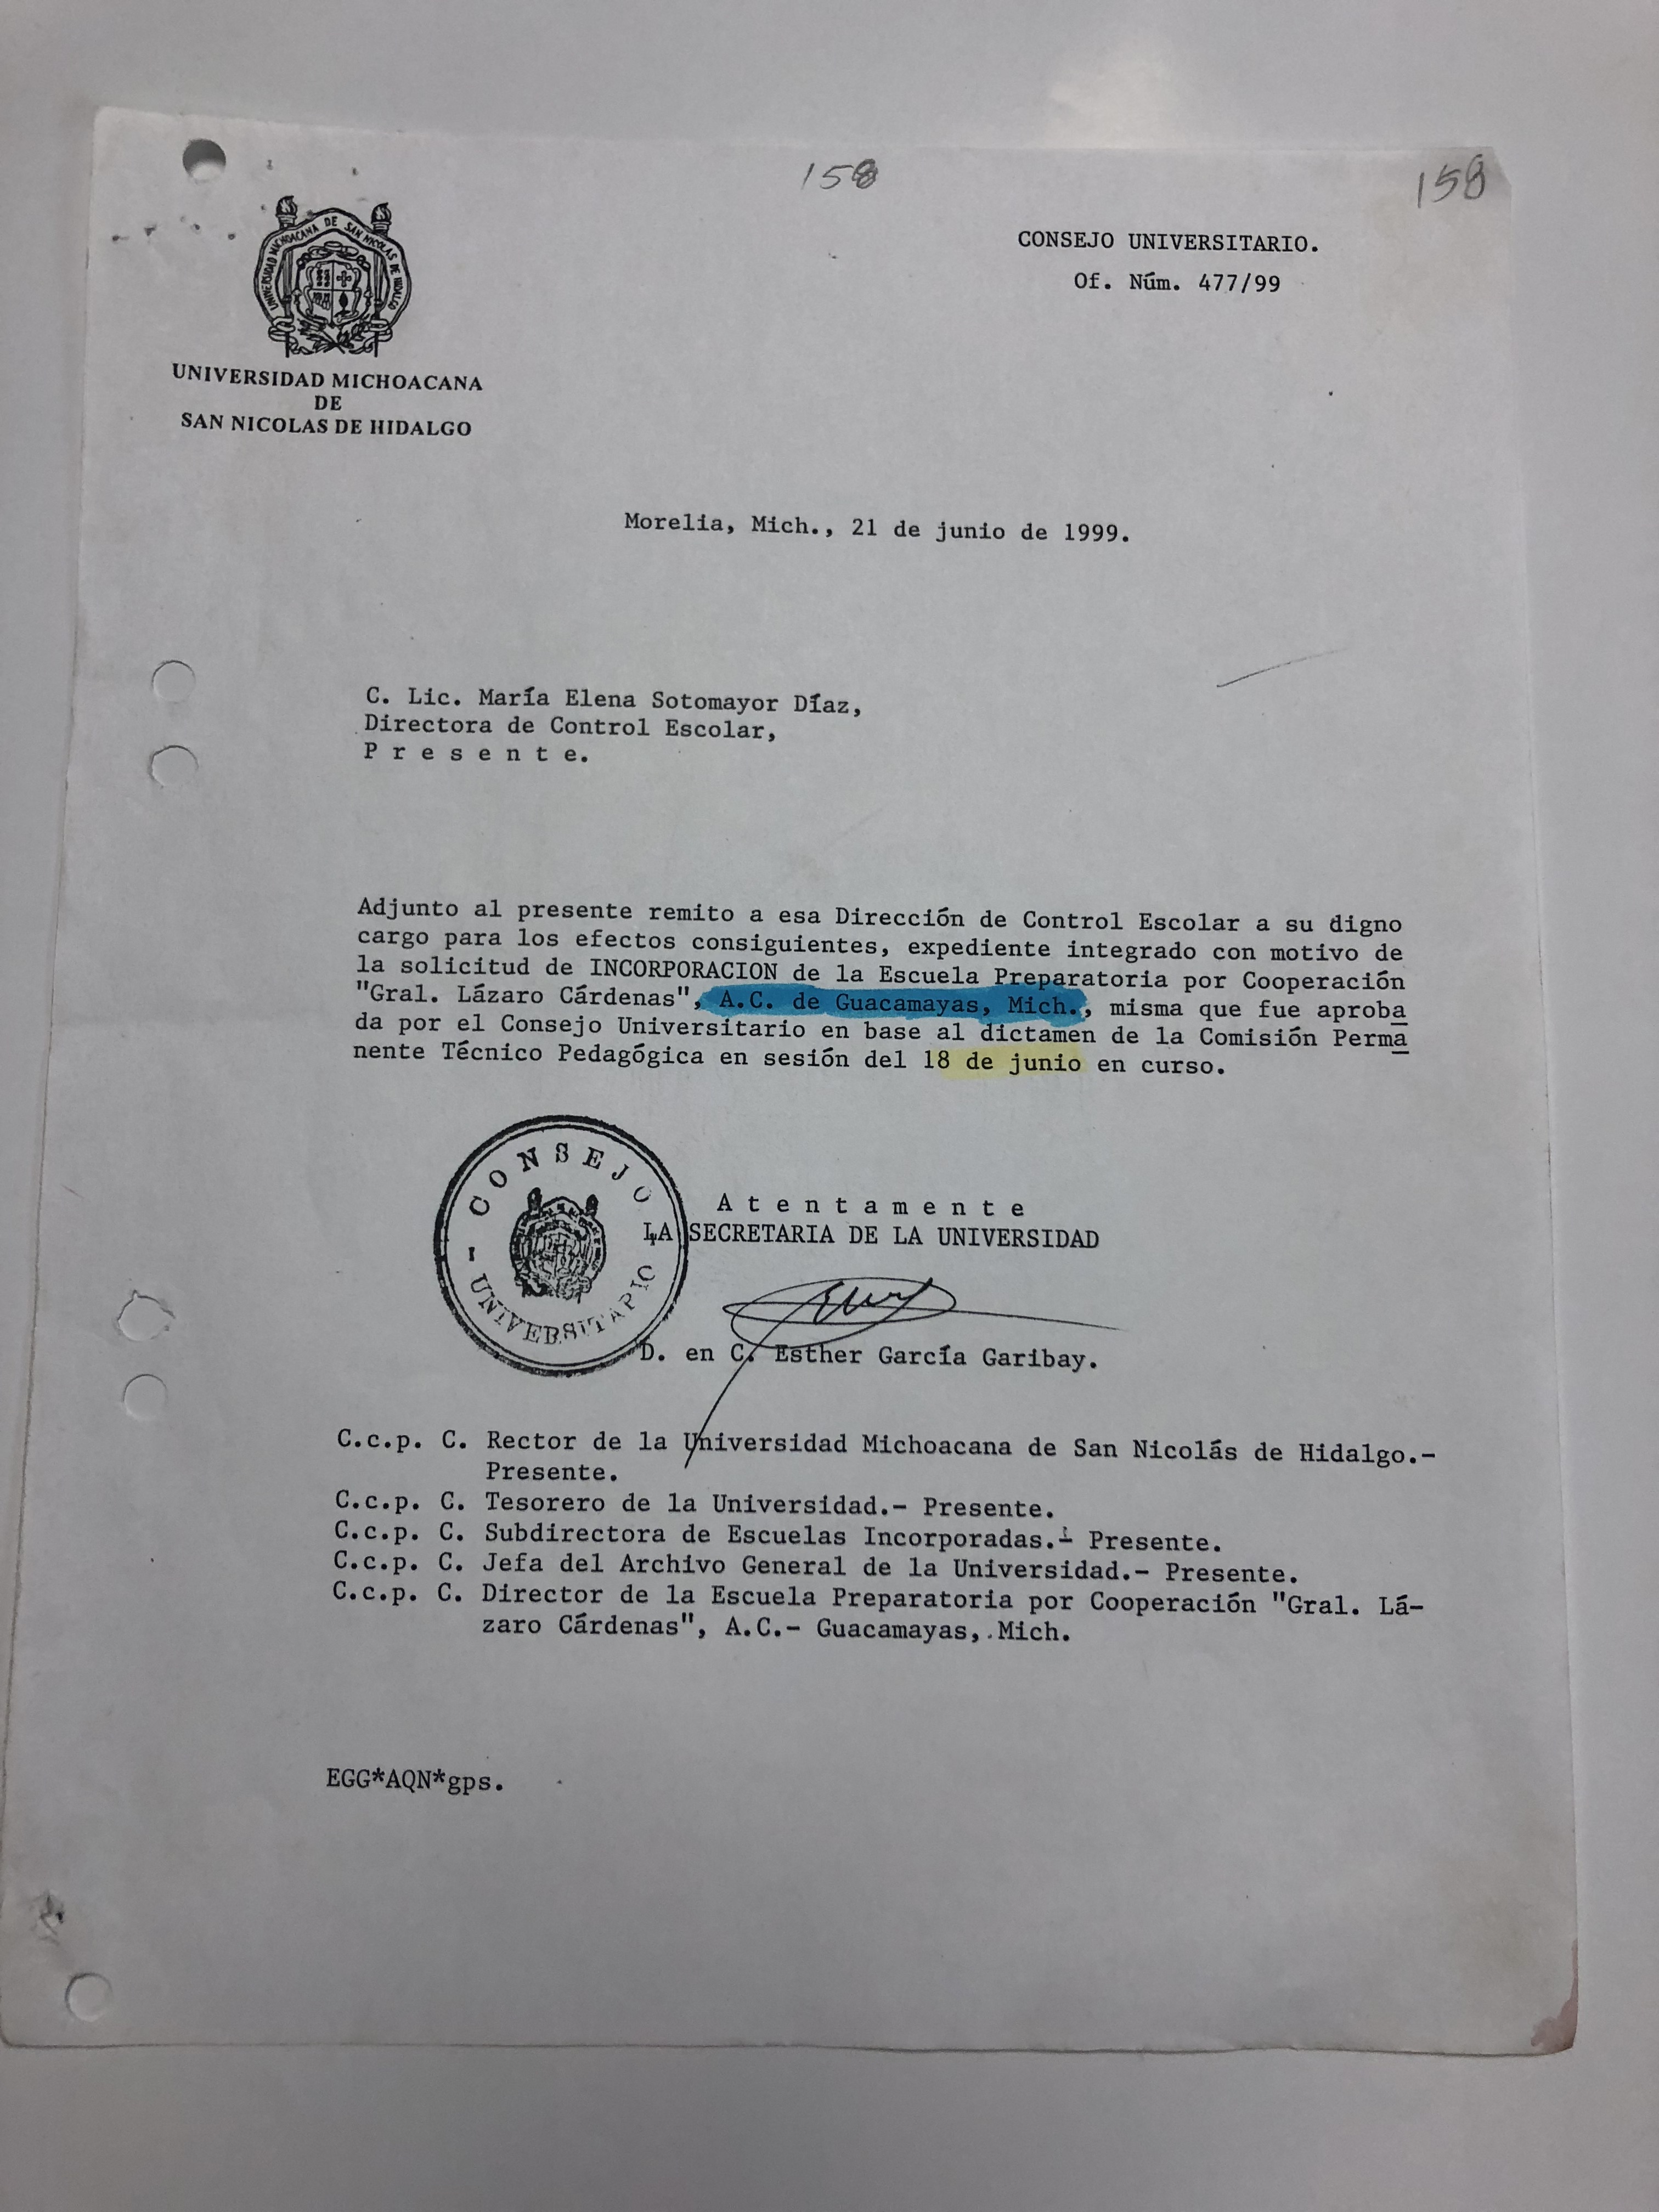 158
158
UNIVERSIDAD MICHOACANA DE SAN NICOLAS DE HIDALGO
CONSEJO UNIVERSITARIO.
Of. Núm. 477/99
UNIVERSIDAD MICHOACANA
DE
SAN NICOLAS DE HIDALGO
Morelia, Mich., 21 de junio de 1999.
C. Lic. María Elena Sotomayor Díaz,
Directora de Control Escolar,
P r e s e n t e.
Adjunto al presente remito a esa Dirección de Control Escolar a su digno
cargo para los efectos consiguientes, expediente integrado con motivo de
la solicitud de INCORPORACION de la Escuela Preparatoria por Cooperación
"Gral. Lázaro Cárdenas", A.C. de Guacamayas, Mich., misma que fue aproba
da por el Consejo Universitario en base al dictamen de la Comisión Perma
nente Técnico Pedagógica en sesión del 18 de junio en curso.
CONSEJO
UNIVERSITARIO
A t e n t a m e n t e
LA SECRETARIA DE LA UNIVERSIDAD
D. en C. Esther García Garibay.
C.c.p. C. Rector de la Universidad Michoacana de San Nicolás de Hidalgo.-
Presente.
C.c.p. C. Tesorero de la Universidad.- Presente.
C.c.p. C. Subdirectora de Escuelas Incorporadas.- Presente.
C.c.p. C. Jefa del Archivo General de la Universidad.- Presente.
C.c.p. C. Director de la Escuela Preparatoria por Cooperación "Gral. Lá-
zaro Cárdenas", A.C.- Guacamayas, Mich.
EGG*AQN*gps.